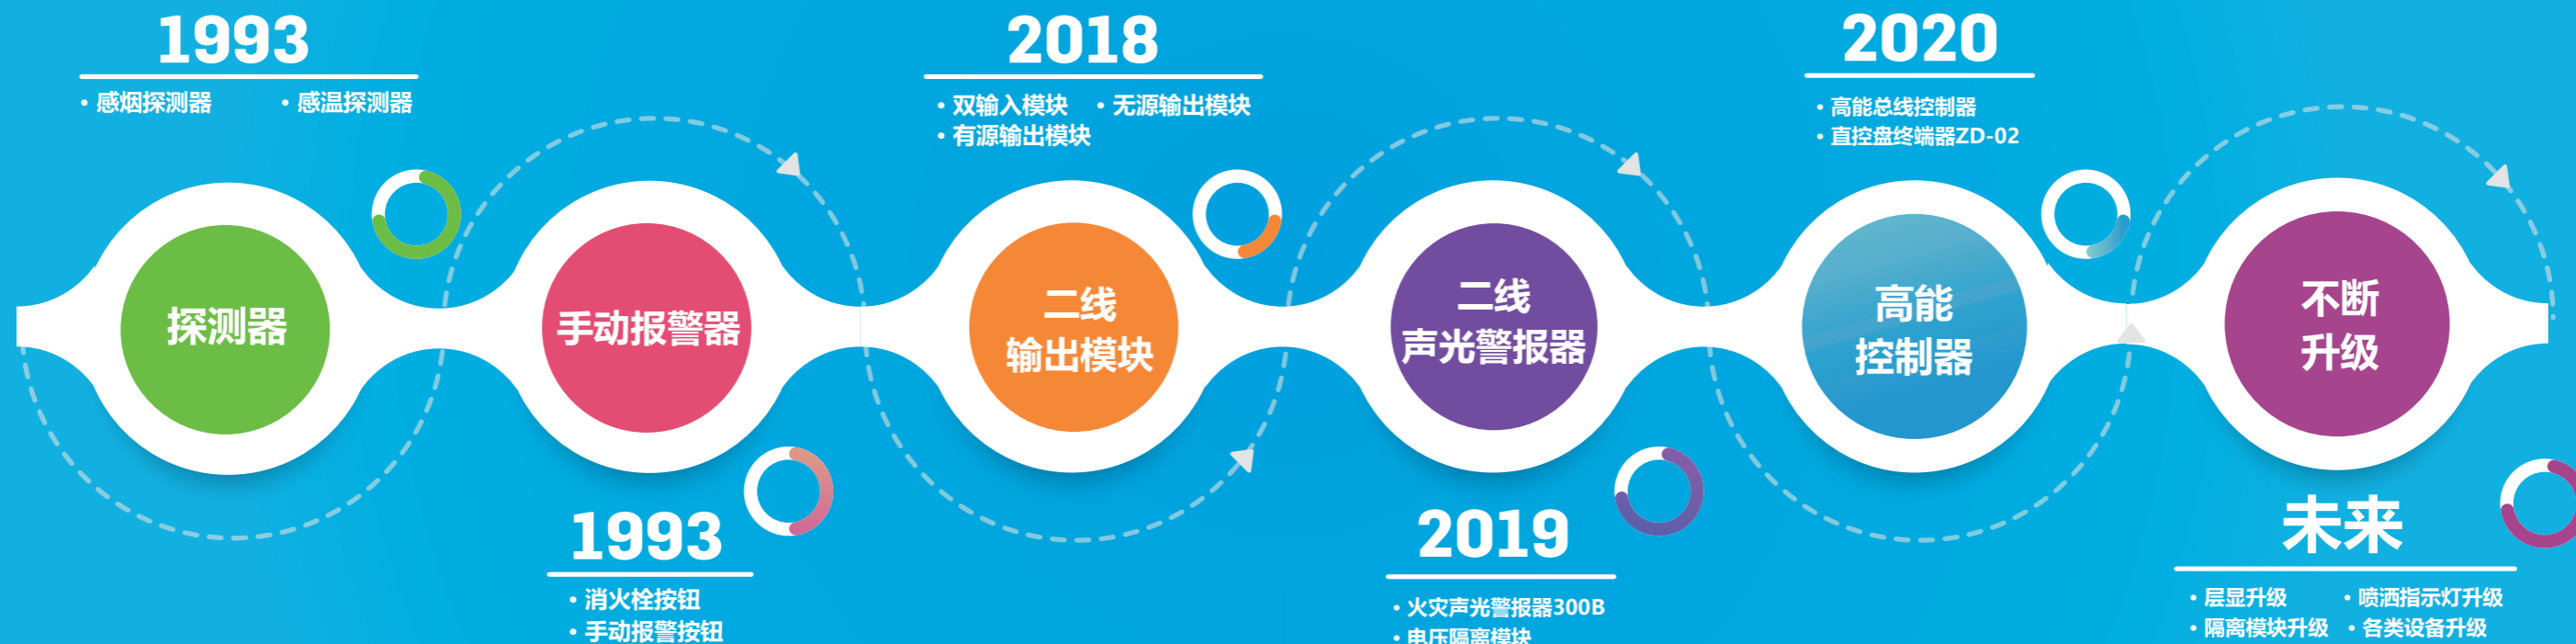 1993
• 感烟探测器 • 感温探测器
探测器
手动报警器
1993
• 消火栓按钮
• 手动报警按钮
2018
• 双输入模块 • 无源输出模块
• 有源输出模块
二线
输出模块
二线
声光警报器
2019
• 火灾声光警报器300B
• 电压隔离模块
2020
• 高能总线控制器
• 直控盘终端器ZD-02
高能
控制器
不断
升级
未来
• 层显升级 • 喷洒指示灯升级
• 隔离模块升级 • 各类设备升级